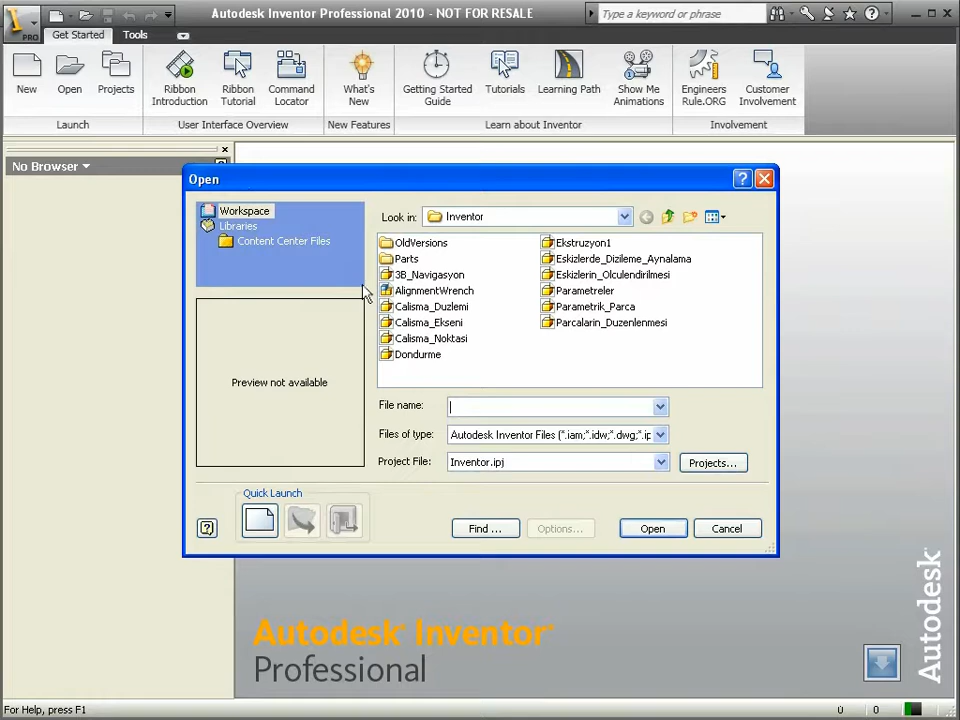 Autodesk Inventor Professional 2010 - NOT FOR RESALE
Type a keyword or phrase
PRO
Get Started
Tools
New
Open
Projects
Ribbon
Introduction
Ribbon
Tutorial
Command
Locator
What's
New
Getting Started
Guide
Tutorials
Learning Path
Show Me
Animations
Engineers
Rule.ORG
Customer
Involvement
Launch
User Interface Overview
New Features
Learn about Inventor
Involvement
No Browser
Open
Workspace
Libraries
Content Center Files
Look in:
Inventor
OldVersions
Parts
3B_Navigasyon
AlignmentWrench
Calisma_Duzlemi
Calisma_Ekseni
Calisma_Noktasi
Dondurme
Ekstruzyon1
Eskizlerde_Dizileme_Aynalama
Eskizlerin_Olculendirilmesi
Parametreler
Parametrik_Parca
Parcalarin_Duzenlenmesi
Preview not available
File name:
Files of type:
Autodesk Inventor Files (*.iam;*.idw;*.dwg;*.ip
Project File:
Inventor.ipj
Projects...
Quick Launch
Find ...
Options...
Open
Cancel
Autodesk Inventor
Professional
Autodesk
For Help, press F1
0
0